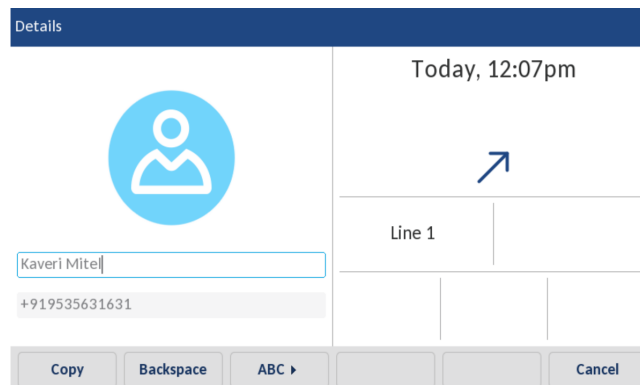 Details
Today, 12:07pm
Kaveri Mitel
+919535631631
Line 1
Copy
Backspace
ABC
Cancel